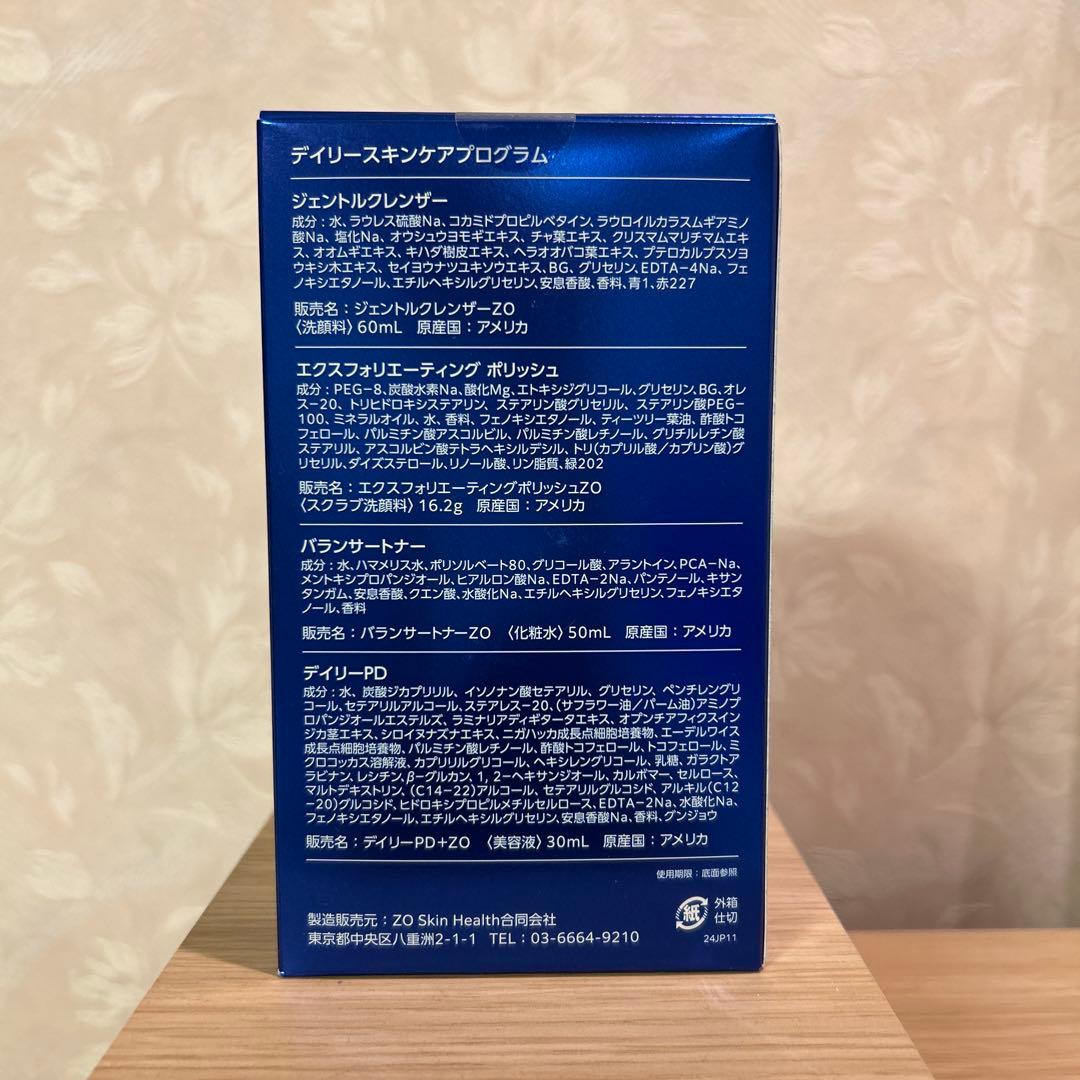 デイリースキンケアプログラム
ジェントルクレンザー
成分：水、ラウレス硫酸Na、コカミドプロピルベタイン、ラウロイルカラスムギアミノ
酸Na、塩化Na、オウシュウヨモギエキス、チャ葉エキス、クリスマムマリチマムエキ
ス、オオムギエキス、キハダ樹皮エキス、ヘラオオバコ葉エキス、プテロカルプスソヨ
ウキシ木エキス、セイヨウナツユキソウエキス、BG、グリセリン、EDTA-4Na、フェ
ノキシエタノール、エチルヘキシルグリセリン、安息香酸、香料、青1、赤227
販売名：ジェントルクレンザーZO
〈洗顔料〉60mL 原産国：アメリカ
エクスフォリエーティング ポリッシュ
成分：PEG-8、炭酸水素Na、酸化Mg、エトキシジグリコール、グリセリン、BG、オレ
ス-20、トリヒドロキシステアリン、ステアリン酸グリセリル、ステアリン酸PEG-
100、ミネラルオイル、水、香料、フェノキシエタノール、ティーツリー葉油、酢酸トコ
フェロール、パルミチン酸アスコルビル、パルミチン酸レチノール、グリチルレチン酸
ステアリル、アスコルビン酸テトラヘキシルデシル、トリ(カプリル酸／カプリン酸)グ
リセリル、ダイズステロール、リノール酸、リン脂質、緑202
販売名：エクスフォリエーティングポリッシュZO
〈スクラブ洗顔料〉16.2g 原産国：アメリカ
バランサートナー
成分：水、ハマメリス水、ポリソルベート80、グリコール酸、アラントイン、PCA-Na、
メントキシプロパンジオール、ヒアルロン酸Na、EDTA-2Na、パンテノール、キサン
タンガム、安息香酸、クエン酸、水酸化Na、エチルヘキシルグリセリン、フェノキシエタ
ノール、香料
販売名：バランサートナーZO 〈化粧水〉50mL 原産国：アメリカ
デイリーPD
成分：水、炭酸ジカプリリル、イソノナン酸セテアリル、グリセリン、ペンチレングリ
コール、セテアリルアルコール、ステアレス-20、(サフラワー油／パーム油)アミノプ
ロパンジオールエステルズ、ラミナリアディギタータエキス、オプンチアフィクスイン
ジカ茎エキス、シロイヌナズナエキス、ニガハッカ成長点細胞培養物、エーデルワイス
成長点細胞培養物、パルミチン酸レチノール、酢酸トコフェロール、トコフェロール、ミ
クロコッカス溶解液、カプリリルグリコール、ヘキシレングリコール、乳糖、ガラクトア
ラビナン、レシチン、β-グルカン、1，2-ヘキサンジオール、カルボマー、セルロース、
マルトデキストリン、(C14-22)アルコール、セテアリルグルコシド、アルキル(C12
-20)グルコシド、ヒドロキシプロピルメチルセルロース、EDTA-2Na、水酸化Na、
フェノキシエタノール、エチルヘキシルグリセリン、安息香酸Na、香料、グンジョウ
販売名：デイリーPD+ZO 〈美容液〉30mL 原産国：アメリカ
使用期限：底面参照
製造販売元：ZO Skin Health合同会社
東京都中央区八重洲2-1-1 TEL：03-6664-9210
紙
外箱
仕切
24JP11